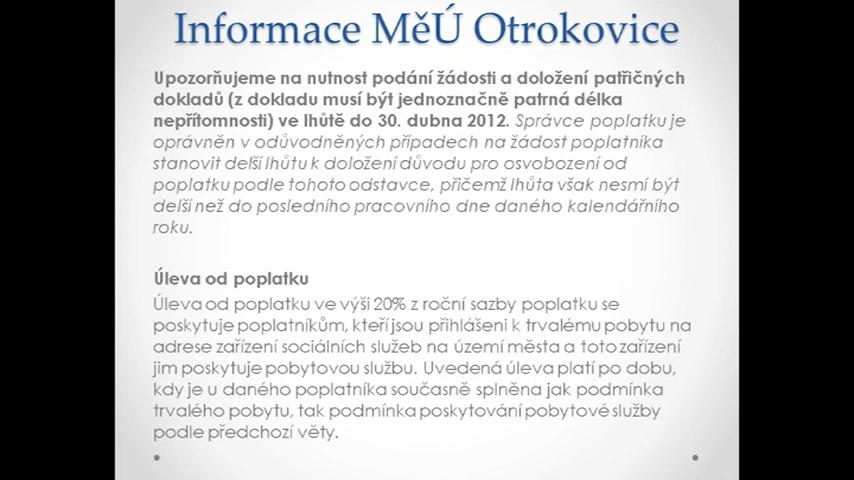 Informace MěÚ Otrokovice
Upozorňujeme na nutnost podání žádosti a doložení patřičných
dokladů (z dokladu musí být jednoznačně patrná délka
nepřítomnosti) ve lhůtě do 30. dubna 2012. Správce poplatku je
oprávněn v odůvodněných případech na žádost poplatníka
stanovit delší lhůtu k doložení důvodu pro osvobození od
poplatku podle tohoto odstavce, přičemž lhůta však nesmí být
delší než do posledního pracovního dne daného kalendářního
roku.
Úleva od poplatku
Úleva od poplatku ve výši 20% z roční sazby poplatku se
poskytuje poplatníkům, kteří jsou přihlášeni k trvalému pobytu na
adrese zařízení sociálních služeb na území města a toto zařízení
jim poskytuje pobytovou službu. Uvedená úleva platí po dobu,
kdy je u daného poplatníka současně splněna jak podmínka
trvalého pobytu, tak podmínka poskytování pobytové služby
podle předchozí věty.